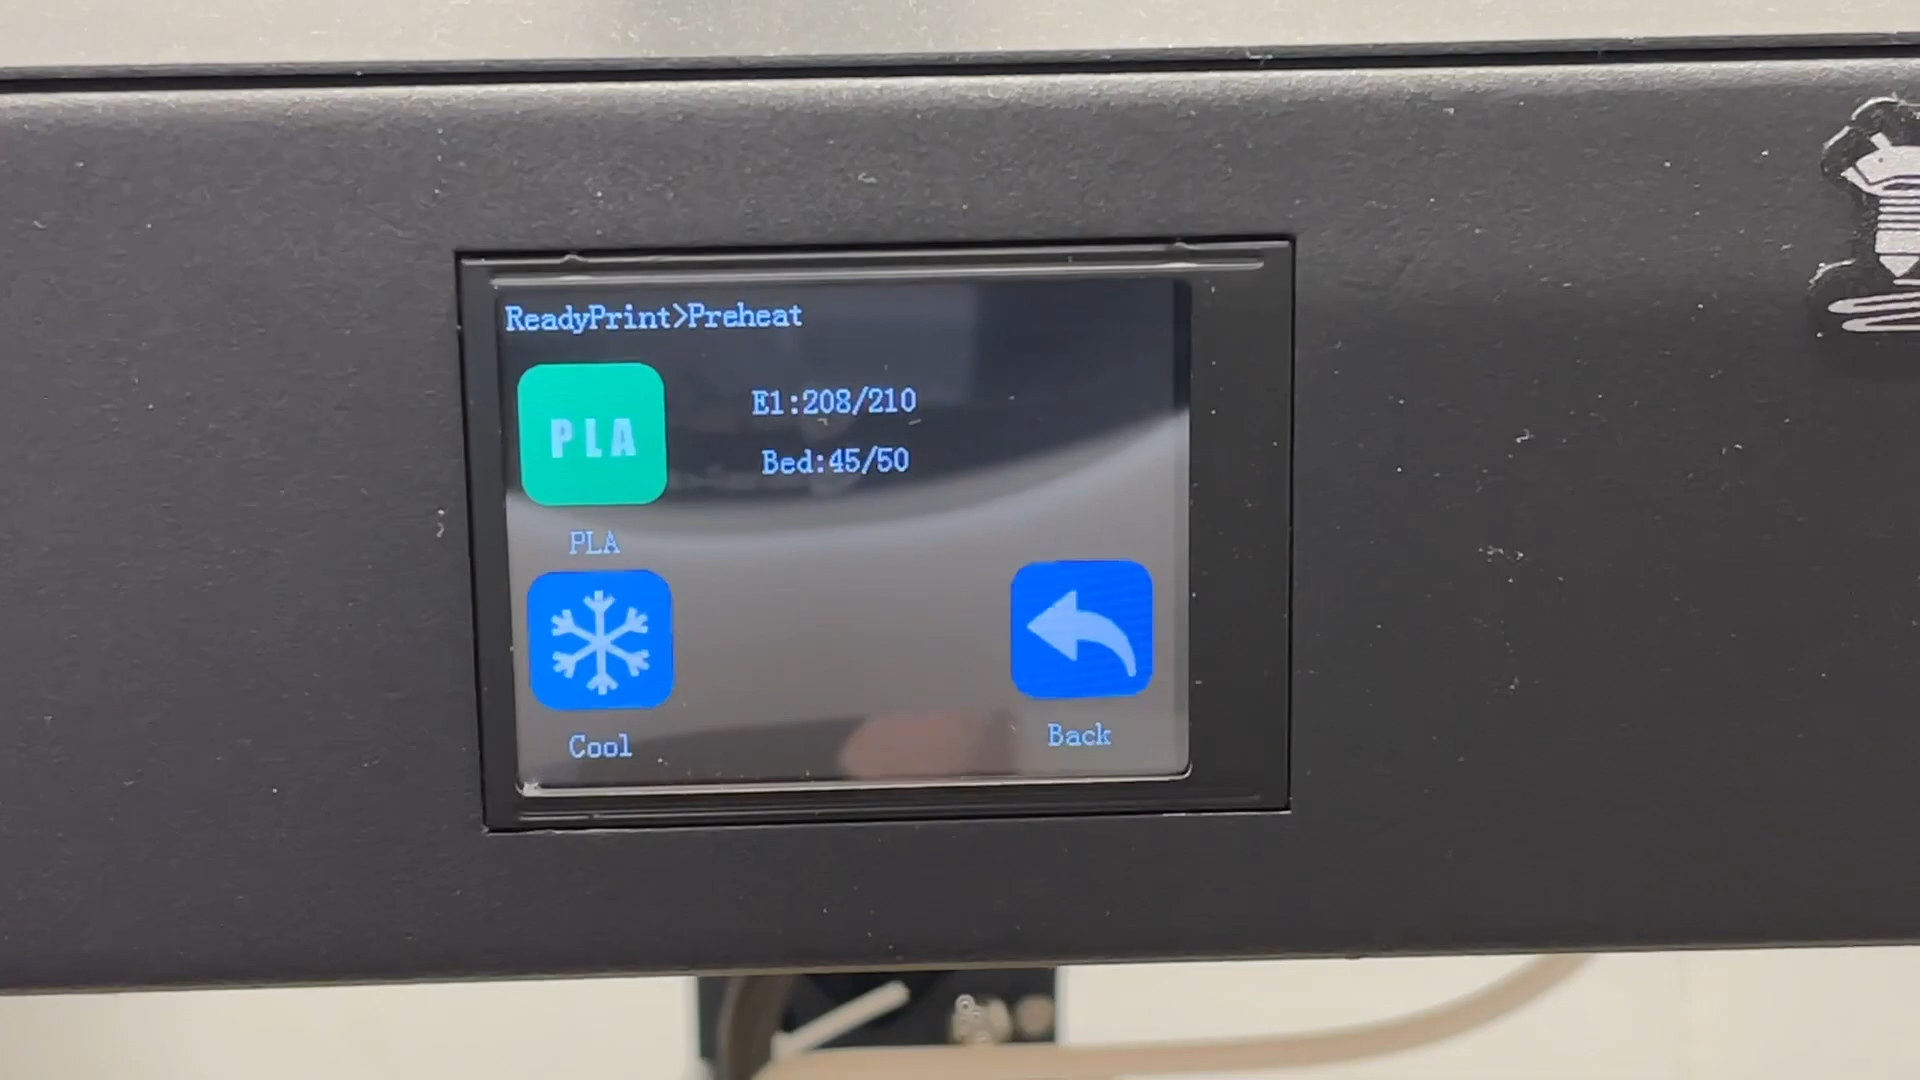 ReadyPrint>Preheat
PLA
E1:208/210
Bed:45/50
PLA
Cool
Back